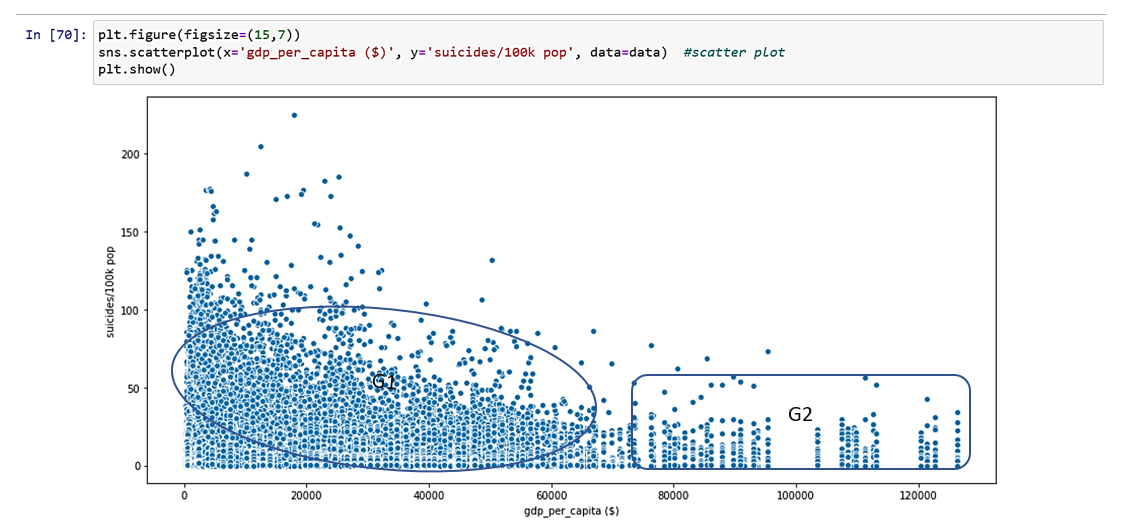 In [70]: plt.figure(figsize=(15,7))
sns.scatterplot(x='gdp_per_capita ($)', y='suicides/100k pop', data=data)  #scatter plot
plt.show()
200
150
100
50
0
suicides/100k pop
G1
G2
0 20000 40000 60000 80000 100000 120000
gdp_per_capita ($)